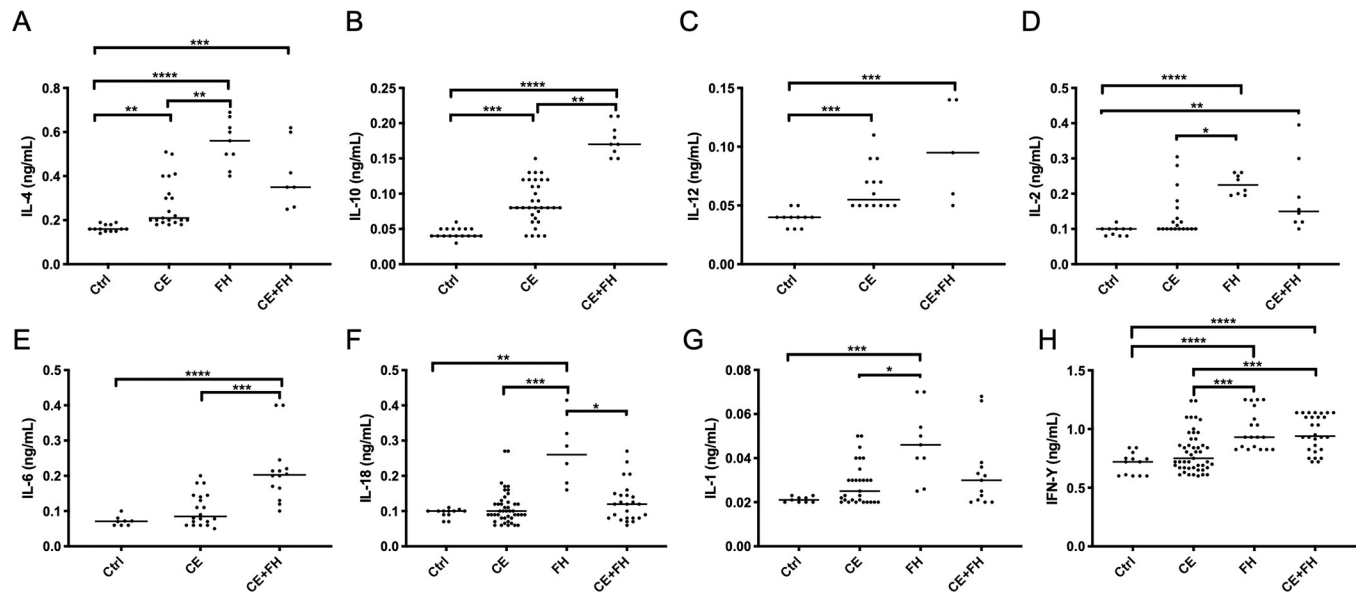 A
***
****
** **
IL-4 (ng/mL)
0.8
0.6
0.4
0.2
0.0
Ctrl CE FH CE+FH
B
****
*** **
IL-10 (ng/mL)
0.25
0.20
0.15
0.10
0.05
0.00
Ctrl CE CE+FH
C
***
***
IL-12 (ng/mL)
0.15
0.10
0.05
0.00
Ctrl CE CE+FH
D
****
**
*
IL-2 (ng/mL)
0.5
0.4
0.3
0.2
0.1
0.0
Ctrl CE FH CE+FH
E
****
***
IL-6 (ng/mL)
0.5
0.4
0.3
0.2
0.1
0.0
Ctrl CE CE+FH
F
**
***
*
IL-18 (ng/mL)
0.5
0.4
0.3
0.2
0.1
0.0
Ctrl CE FH CE+FH
G
***
*
IL-1 (ng/mL)
0.08
0.06
0.04
0.02
0.00
Ctrl CE FH CE+FH
H
****
****
***
***
IFN-Y (ng/mL)
1.5
1.0
0.5
0.0
Ctrl CE FH CE+FH